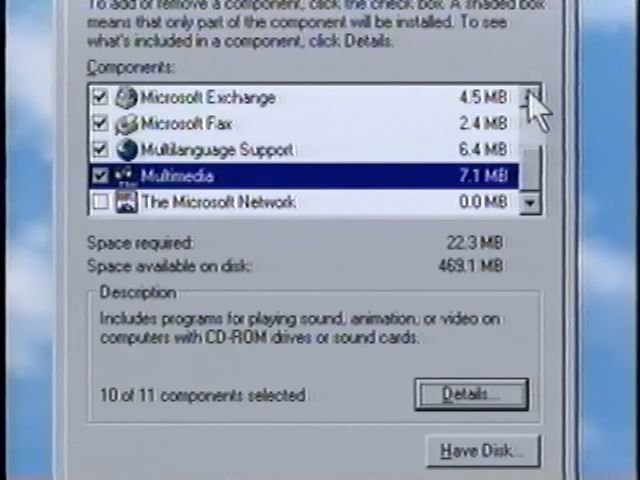 To add or remove a component, click the check box. A shaded box
means that only part of the component will be installed. To see
what's included in a component, click Details.
Components:
Microsoft Exchange 4.5 MB
Microsoft Fax 2.4 MB
Multilanguage Support 6.4 MB
Multimedia 7.1 MB
The Microsoft Network 0.0 MB
Space required: 22.3 MB
Space available on disk: 469.1 MB
Description
Includes programs for playing sound, animation, or video on
computers with CD-ROM drives or sound cards.
10 of 11 components selected
Details...
Have Disk...